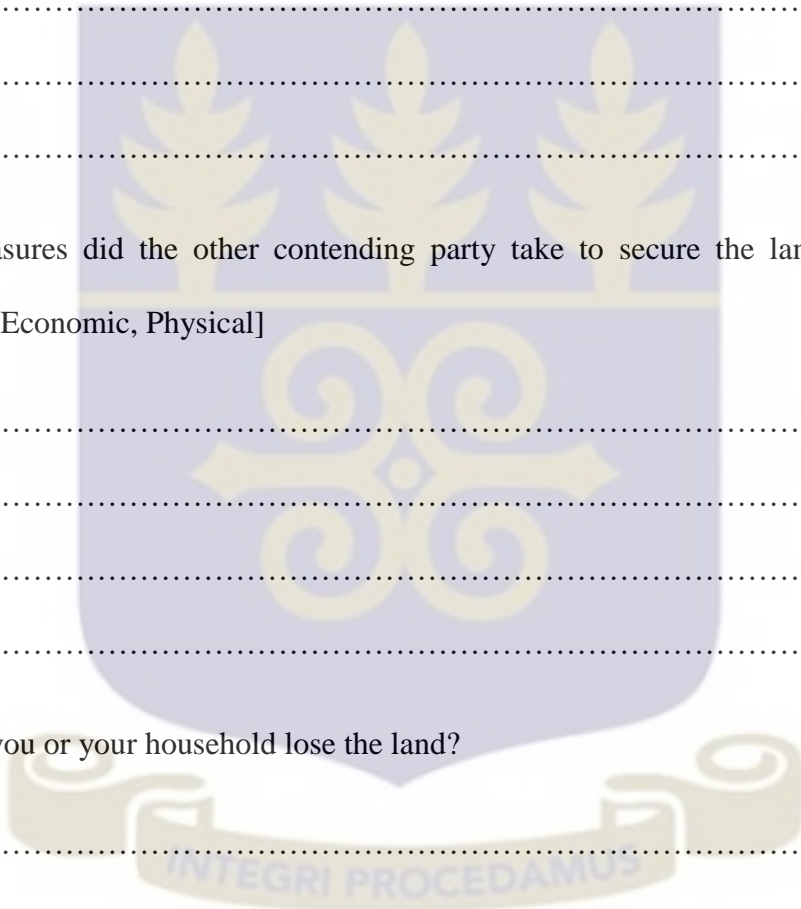 ........................................................................
........................................................................
........................................................................
asures did the other contending party take to secure the lan
Economic, Physical]
........................................................................
........................................................................
........................................................................
........................................................................
you or your household lose the land?
........................................................................
INTEGRI PROCEDAMUS